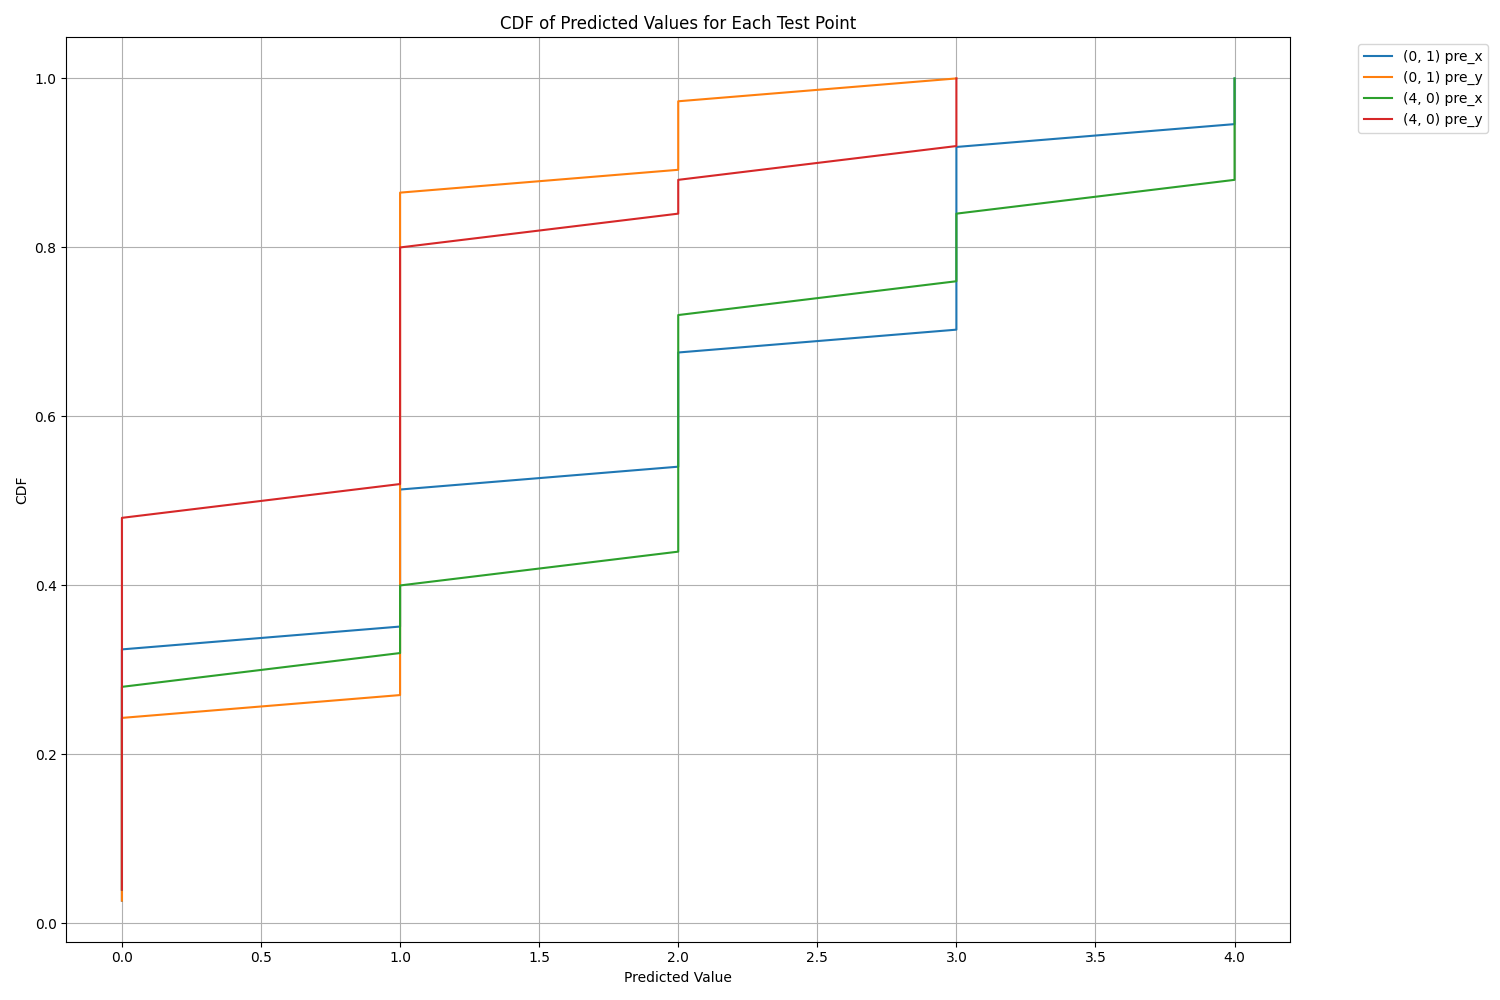 CDF of Predicted Values for Each Test Point
(0, 1) pre_x
(0, 1) pre_y
(4, 0) pre_x
(4, 0) pre_y
1.0
0.8
0.6
0.4
0.2
0.0
CDF
0.0 0.5 1.0 1.5 2.0 2.5 3.0 3.5 4.0
Predicted Value